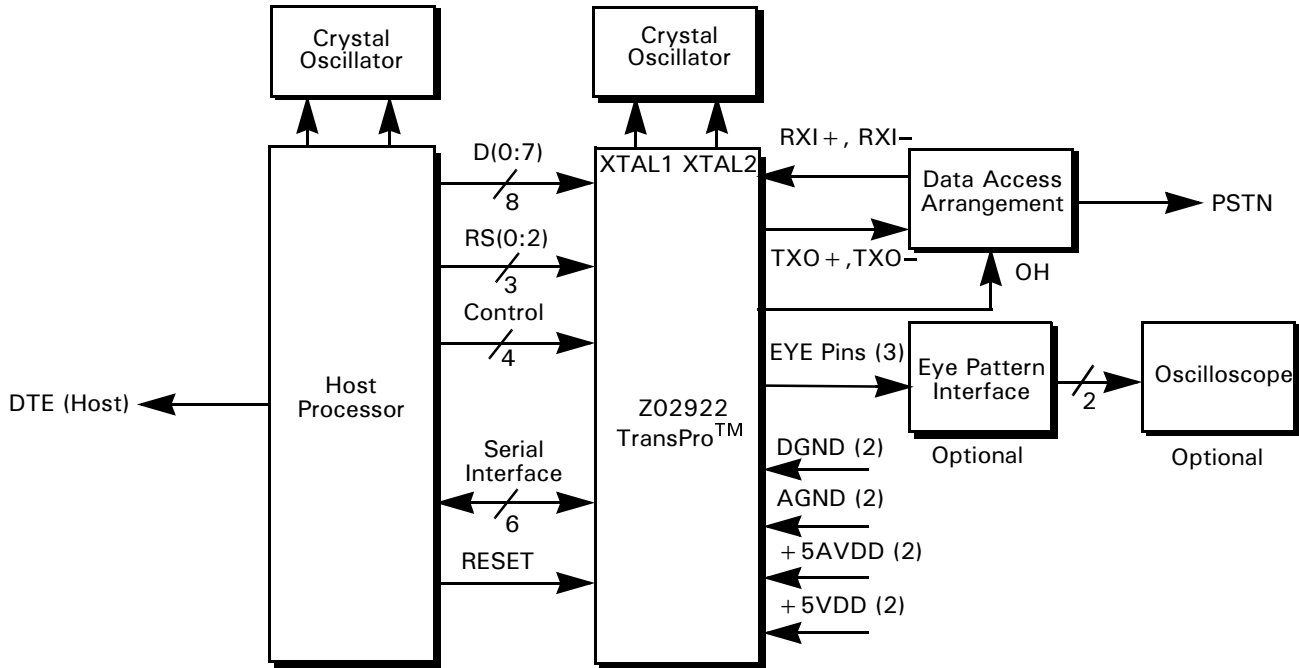 Crystal
Oscillator
Crystal
Oscillator
D(0:7)
8
RS(0:2)
3
Control
4
Host
Processor
DTE (Host)
Serial
Interface
6
RESET
XTAL1 XTAL2
Z02922
TransPro™
RXI+, RXI–
TXO+,TXO–
OH
Data Access
Arrangement
PSTN
EYE Pins (3)
Eye Pattern
Interface
Optional
2
Oscilloscope
Optional
DGND (2)
AGND (2)
+5AVDD (2)
+5VDD (2)